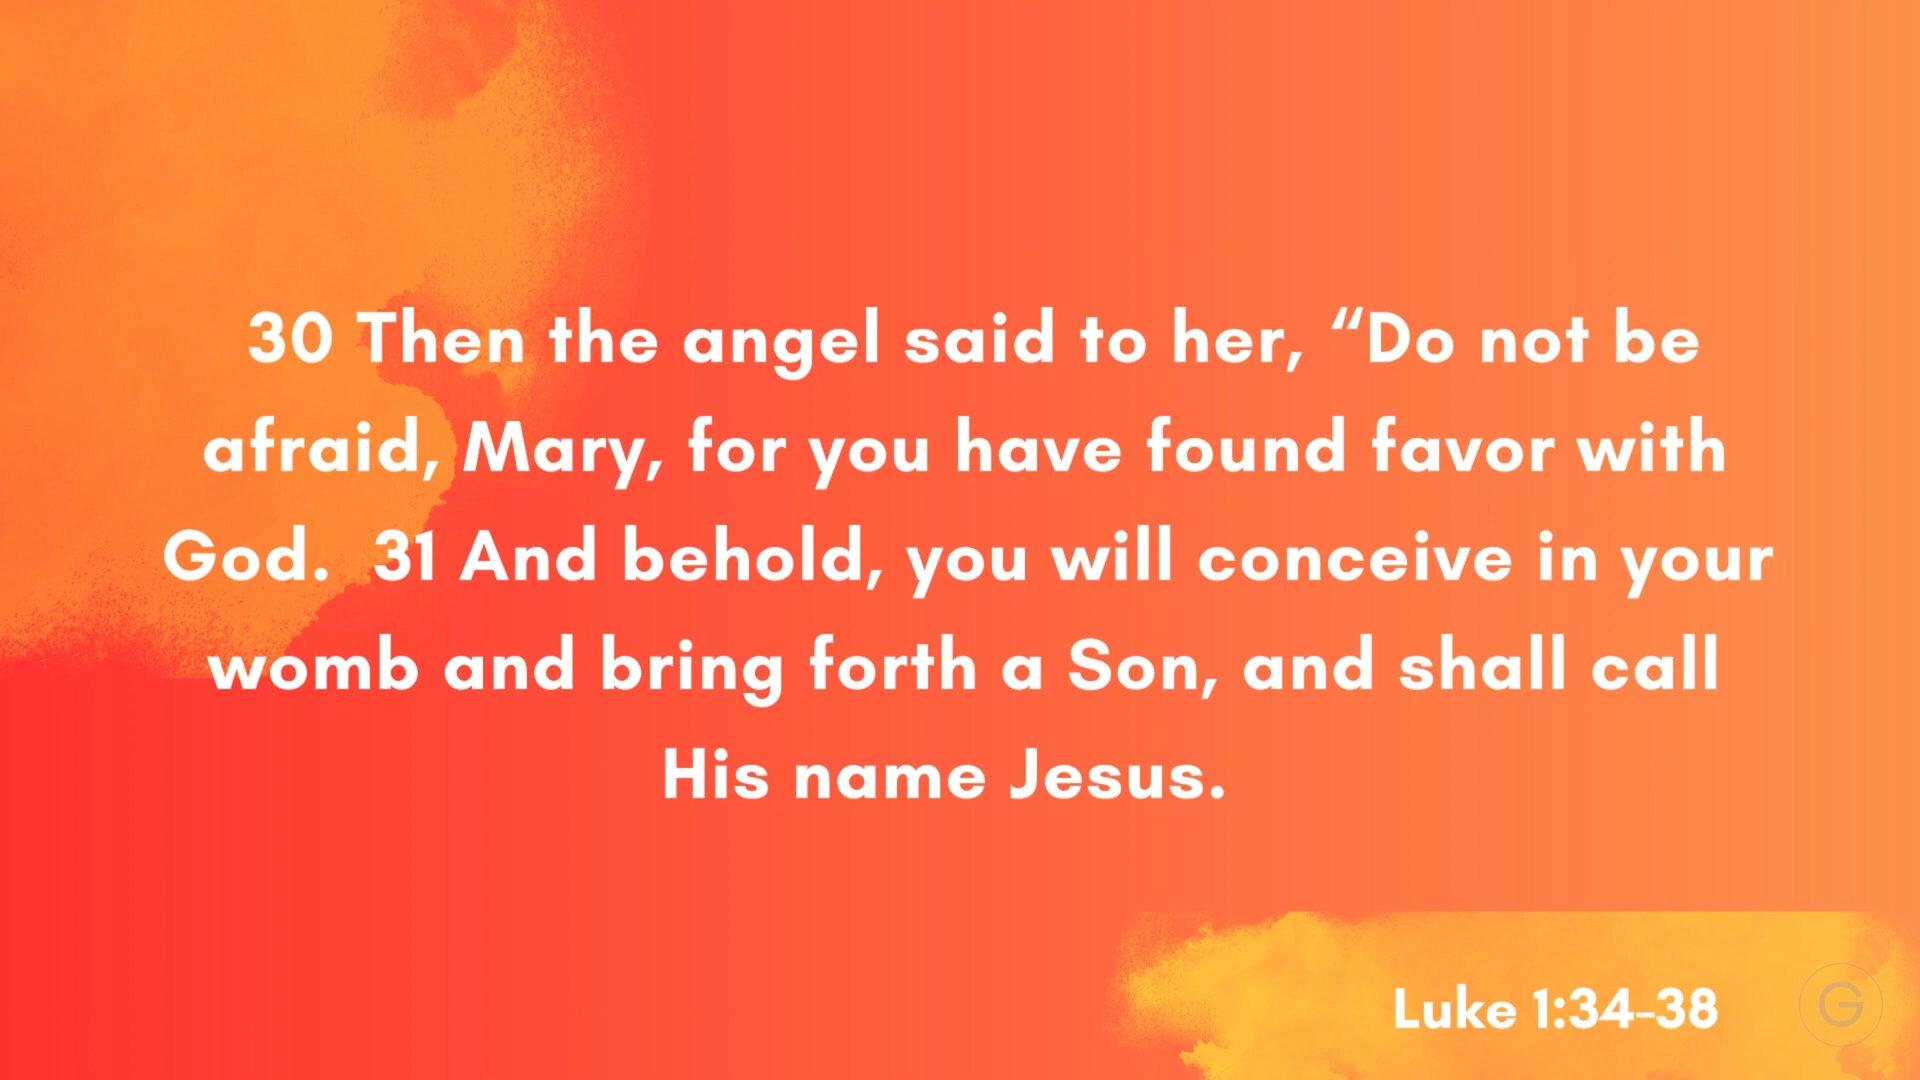 30 Then the angel said to her, “Do not be
afraid, Mary, for you have found favor with
God.  31 And behold, you will conceive in your
womb and bring forth a Son, and shall call
His name Jesus.
Luke 1:34-38
G